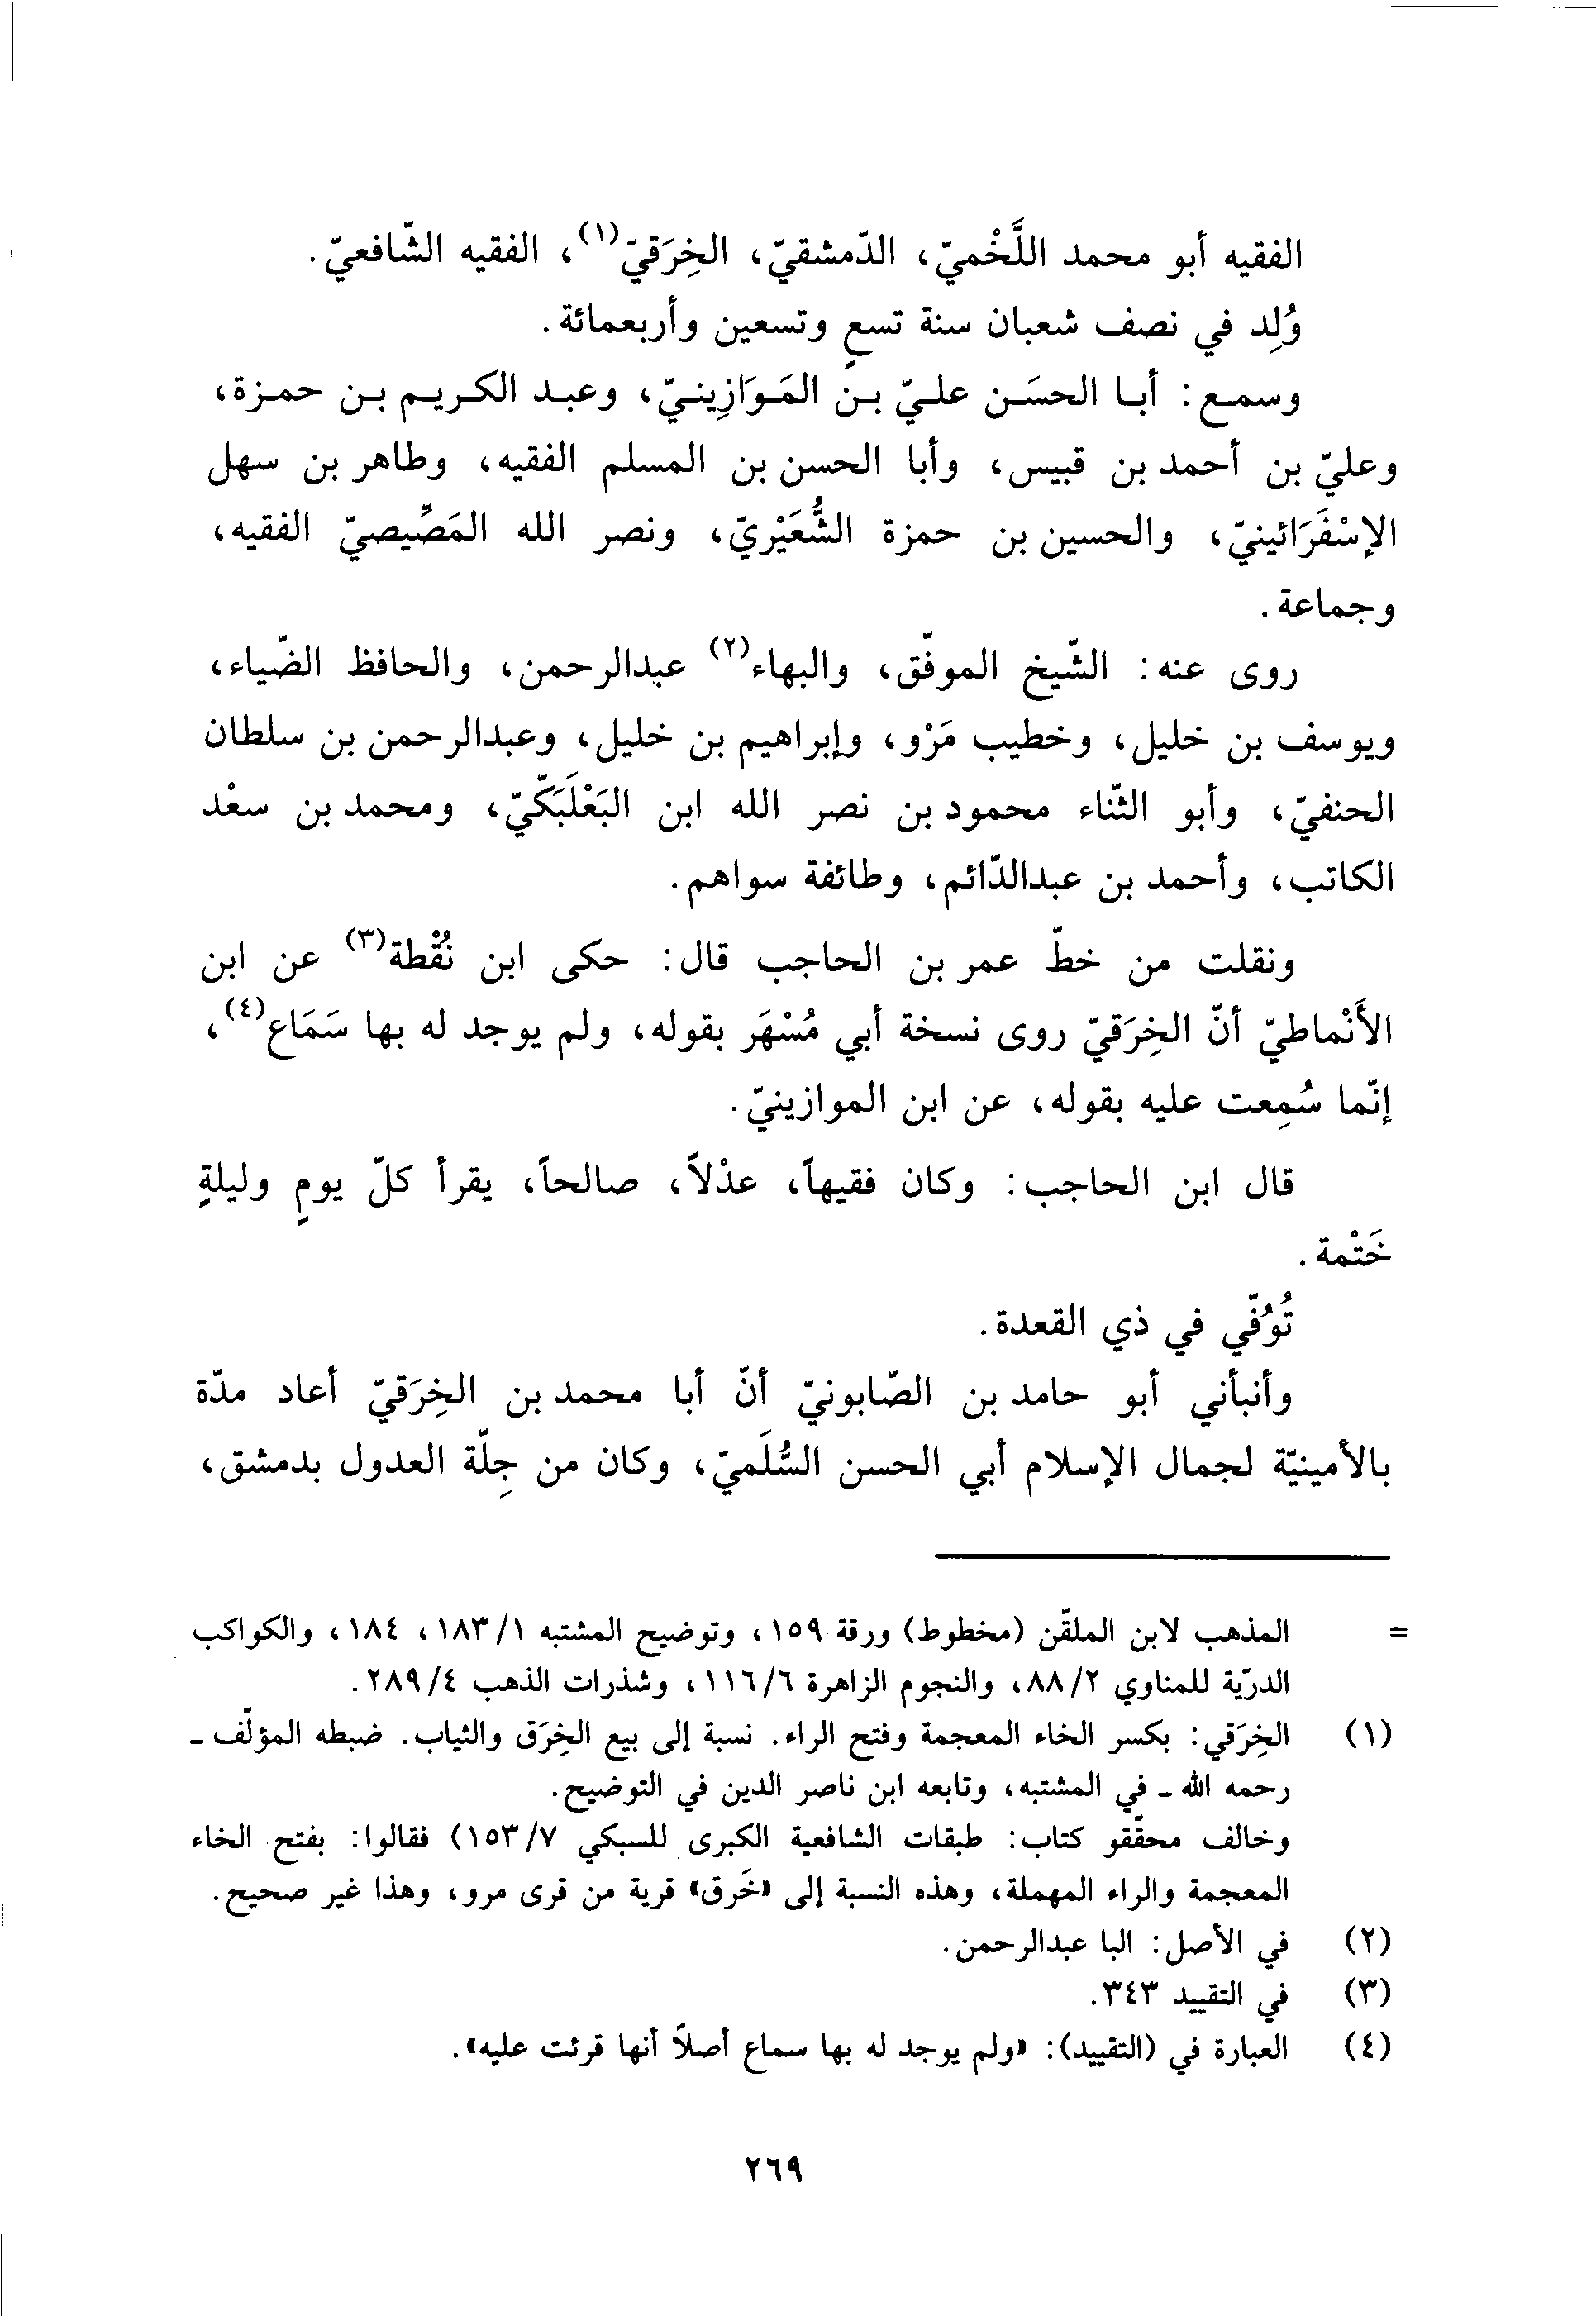 الفقيه أبو محمد اللَّخْميّ، الدّمشقيّ، الخِرَقيّ(١)، الفقيه الشّافعيّ.
وُلِد في نصف شعبان سنة تسعٍ وتسعين وأربعمائة.
وسمع: أبا الحسَن عليّ بن المَوَازِينيّ، وعبد الكريم بن حمزة،
وعليّ بن أحمد بن قبيس، وأبا الحسن بن المسلم الفقيه، وطاهر بن سهل
الإسْفَرَائينيّ، والحسين بن حمزة الشُّعَيْريّ، ونصر الله المَصِّيصيّ الفقيه،
وجماعة.
روى عنه: الشّيخ الموفّق، والبهاء(٢) عبدالرحمن، والحافظ الضّياء،
ويوسف بن خليل، وخطيب مَرْو، وإبراهيم بن خليل، وعبدالرحمن بن سلطان
الحنفيّ، وأبو الثّناء محمود بن نصر الله ابن البَعْلَبَكّيّ، ومحمد بن سعْد
الكاتب، وأحمد بن عبدالدّائم، وطائفة سواهم.
ونقلت من خطّ عمر بن الحاجب قال: حكى ابن نُقْطة(٣) عن ابن
الأَنْماطيّ أنّ الخِرَقيّ روى نسخة أبي مُسْهَر بقوله، ولم يوجد له بها سَمَاع(٤)،
إنّما سُمِعت عليه بقوله، عن ابن الموازينيّ.
قال ابن الحاجب: وكان فقيهاً، عدْلاً، صالحاً، يقرأ كلّ يومٍ وليلةٍ
خَتْمة.
تُوُفّي في ذي القعدة.
وأنبأني أبو حامد بن الصّابونيّ أنّ أبا محمد بن الخِرَقيّ أعاد مدّة
بالأمينيّة لجمال الإسلام أبي الحسن السُّلَميّ، وكان من جِلّة العدول بدمشق،
= المذهب لابن الملقّن (مخطوط) ورقة ١٥٩، وتوضيح المشتبه ١/١٨٣، ١٨٤، والكواكب
الدرّية للمناوي ٢/٨٨، والنجوم الزاهرة ٦/١١٦، وشذرات الذهب ٤/٢٨٩.
(١) الخِرَقي: بكسر الخاء المعجمة وفتح الراء. نسبة إلى بيع الخِرَق والثياب. ضبطه المؤلّف -
رحمه الله - في المشتبه، وتابعه ابن ناصر الدين في التوضيح.
وخالف محقّقو كتاب: طبقات الشافعية الكبرى للسبكي ٧/١٥٣) فقالوا: بفتح الخاء
المعجمة والراء المهملة، وهذه النسبة إلى «خَرق» قرية من قرى مرو، وهذا غير صحيح.
(٢) في الأصل: البا عبدالرحمن.
(٣) في التقييد ٣٤٣.
(٤) العبارة في (التقييد): «ولم يوجد له بها سماع أصلاً أنها قرئت عليه».
٢٦٩